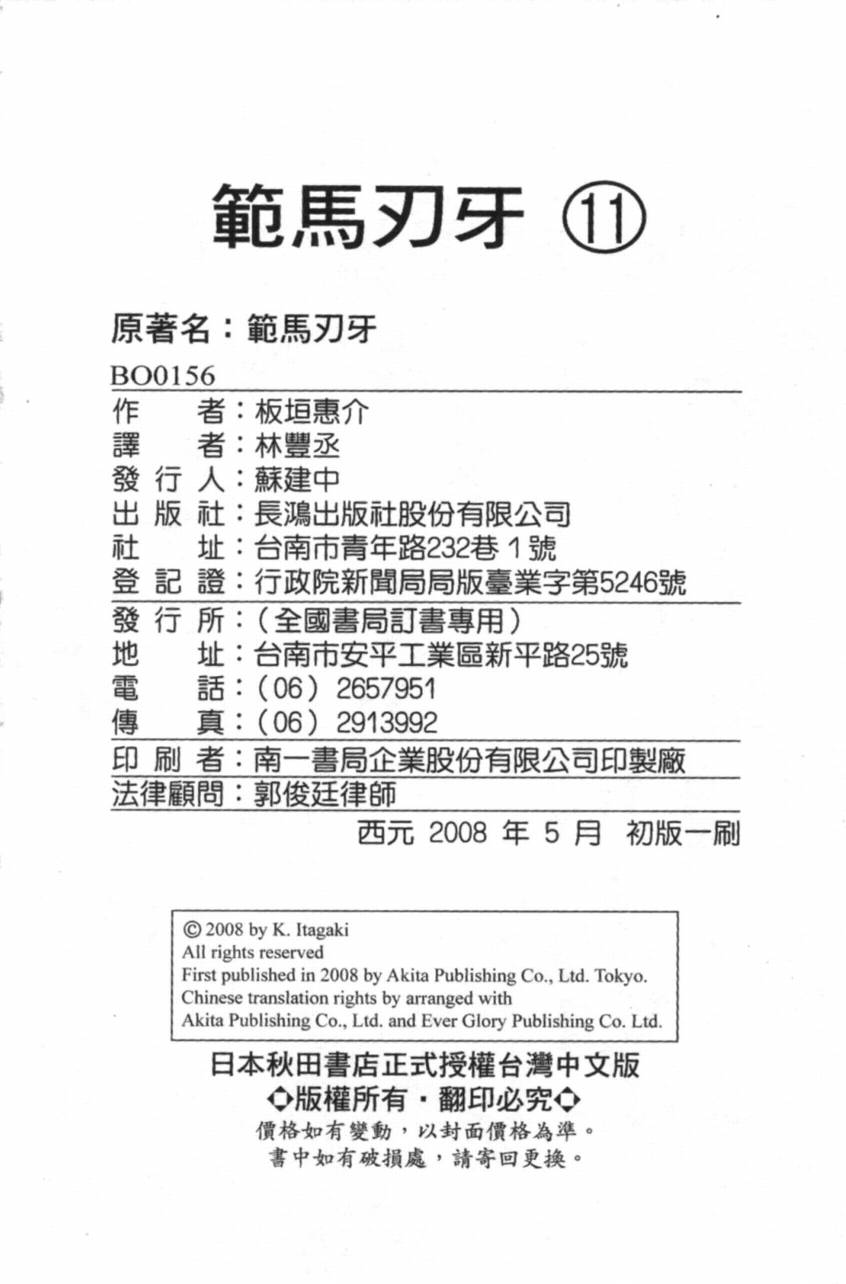 範馬刃牙 ⑪
原著名：範馬刃牙
BO0156
作者：板垣惠介
譯者：林豐丞
發行人：蘇建中
出版社：長鴻出版社股份有限公司
社址：台南市青年路232巷1號
登記證：行政院新聞局局版臺業字第5246號
發行所：（全國書局訂書專用）
地址：台南市安平工業區新平路25號
電話：（06）2657951
傳真：（06）2913992
印刷者：南一書局企業股份有限公司印製廠
法律顧問：郭俊廷律師
西元 2008 年 5 月 初版一刷
© 2008 by K. Itagaki
All rights reserved
First published in 2008 by Akita Publishing Co., Ltd. Tokyo.
Chinese translation rights by arranged with
Akita Publishing Co., Ltd. and Ever Glory Publishing Co. Ltd.
日本秋田書店正式授權台灣中文版
◇版權所有・翻印必究◇
價格如有變動，以封面價格為準。
書中如有破損處，請寄回更換。